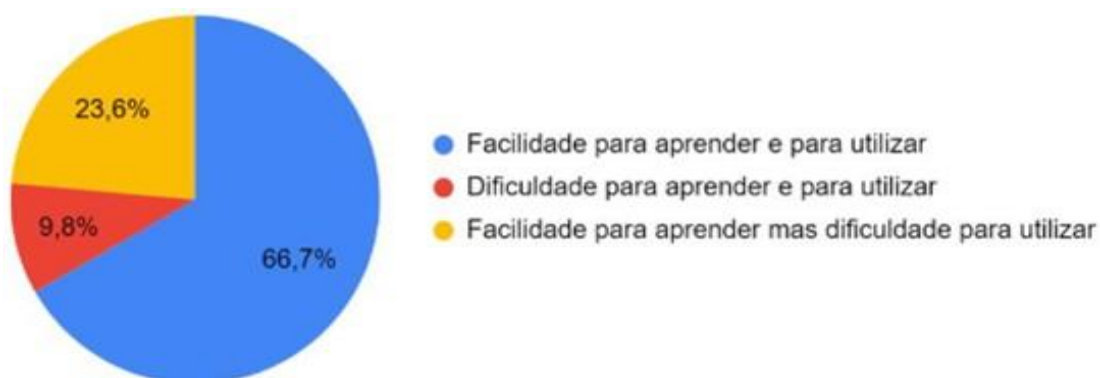 23,6%
9,8%
66,7%
Facilidade para aprender e para utilizar
Dificuldade para aprender e para utilizar
Facilidade para aprender mas dificuldade para utilizar